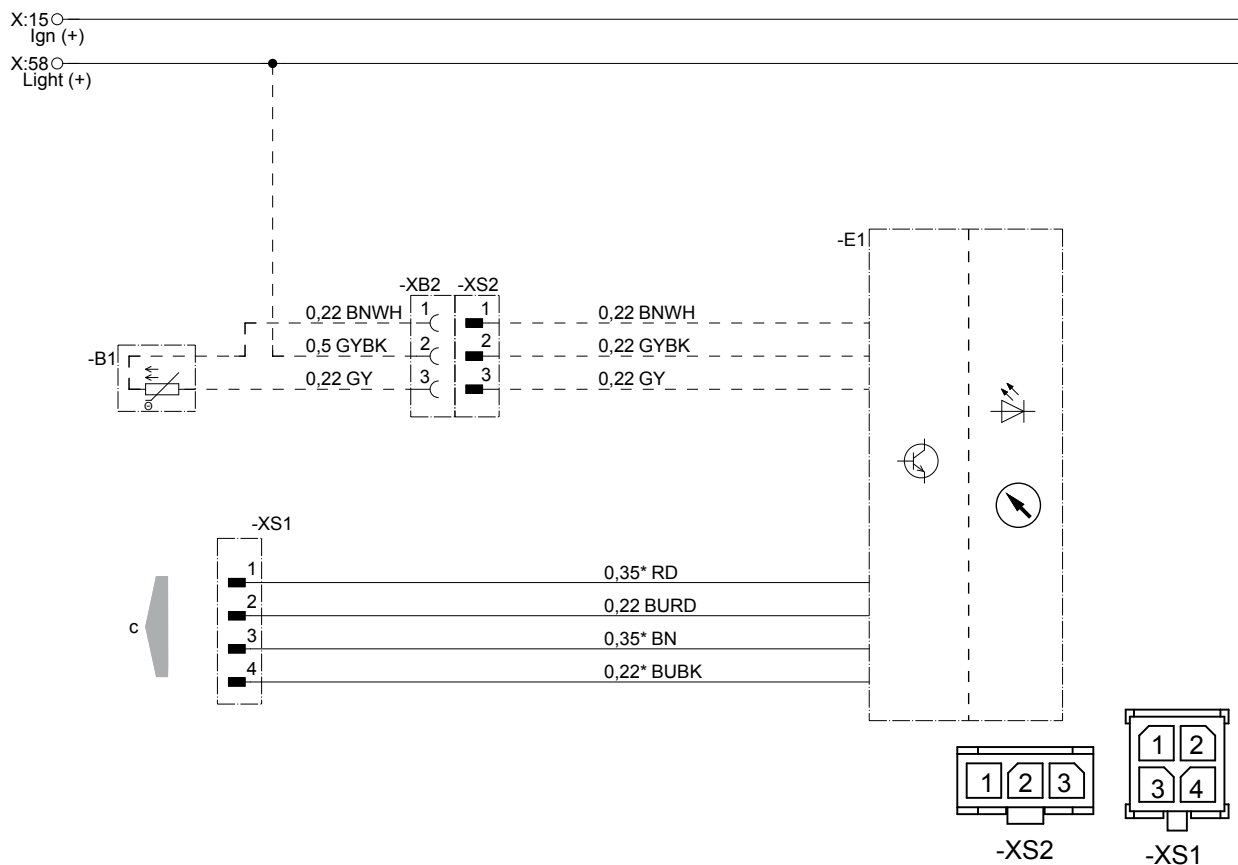 X:15
Ign (+)
X:58
Light (+)
-E1
-XB2 -XS2
0,22 BNWH 1 1 0,22 BNWH
-B1 0,5 GYBK 2 2 0,22 GYBK
0,22 GY 3 3 0,22 GY
Θ
-XS1
1 0,35* RD
2 0,22 BURD
c
3 0,35* BN
4 0,22* BUBK
1 2
3 4
1 2 3
-XS2
-XS1